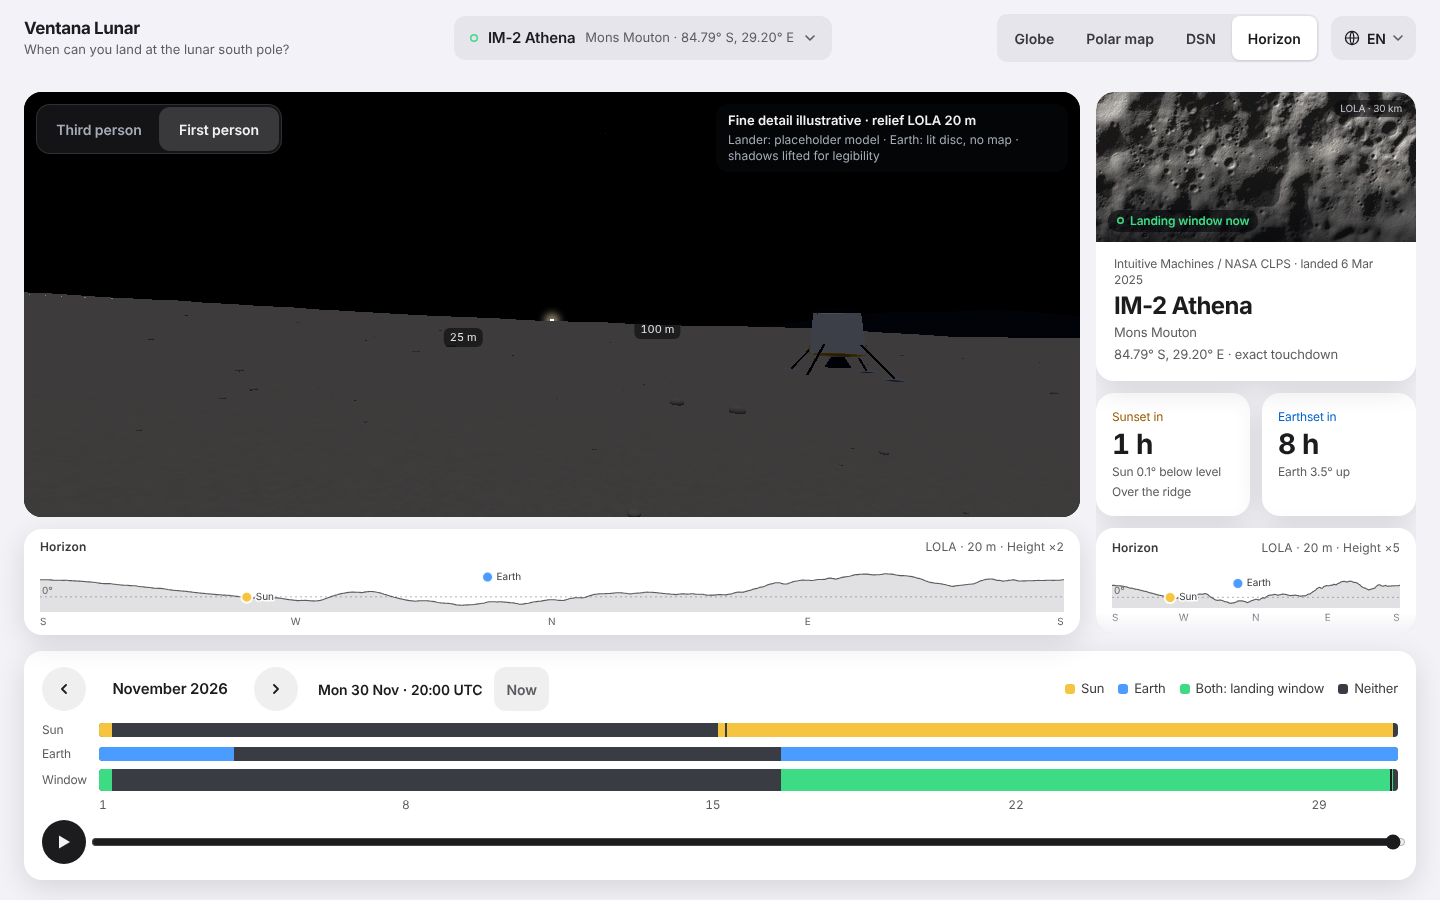 Ventana Lunar
When can you land at the lunar south pole?
IM-2 Athena Mons Mouton · 84.79° S, 29.20° E
Globe Polar map DSN Horizon
EN
Third person First person
Fine detail illustrative · relief LOLA 20 m
Lander: placeholder model · Earth: lit disc, no map ·
shadows lifted for legibility
25 m
100 m
LOLA · 30 km
Landing window now
Intuitive Machines / NASA CLPS · landed 6 Mar
2025
IM-2 Athena
Mons Mouton
84.79° S, 29.20° E · exact touchdown
Sunset in
1 h
Sun 0.1° below level
Over the ridge
Earthset in
8 h
Earth 3.5° up
Horizon LOLA · 20 m · Height ×2
0°
Sun
Earth
S W N E S
Horizon LOLA · 20 m · Height ×5
0°
Sun
Earth
S W N E S
November 2026
Mon 30 Nov · 20:00 UTC
Now
Sun Earth Both: landing window Neither
Sun
Earth
Window
1 8 15 22 29